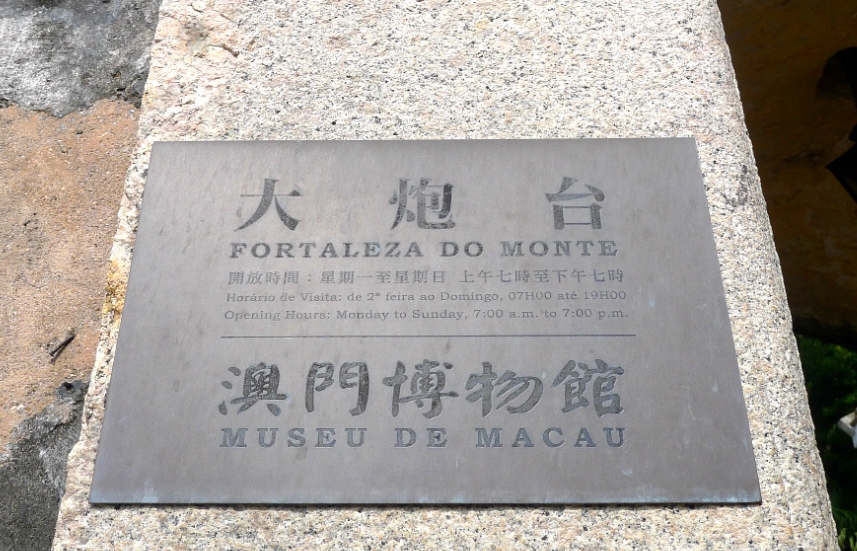 大炮台
FORTALEZA DO MONTE
開放時間：星期一至星期日 上午七時至下午七時
Horário de Visita: de 2ª feira ao Domingo, 07H00 até 19H00
Opening Hours: Monday to Sunday, 7:00 a.m. to 7:00 p.m.
澳門博物館
MUSEU DE MACAU